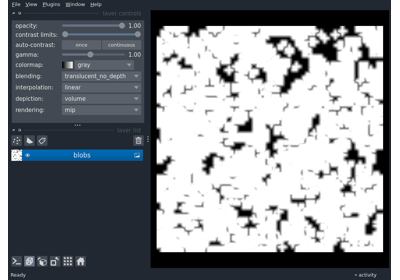 File View Plugins Window Help
layer controls
opacity: 1.00
contrast limits:
auto-contrast: once continuous
gamma: 1.00
colormap: gray
blending: translucent_no_depth
interpolation: linear
depiction: volume
rendering: mip
layer list
blobs
Ready activity